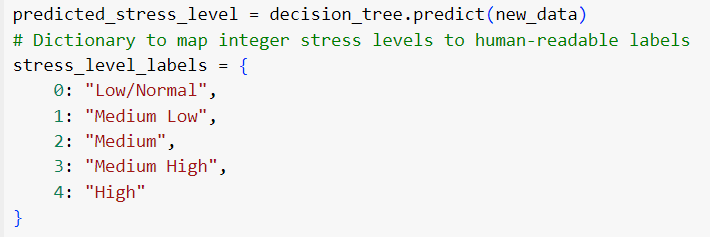 predicted_stress_level = decision_tree.predict(new_data)
# Dictionary to map integer stress levels to human-readable labels
stress_level_labels = {
    0: "Low/Normal",
    1: "Medium Low",
    2: "Medium",
    3: "Medium High",
    4: "High"
}